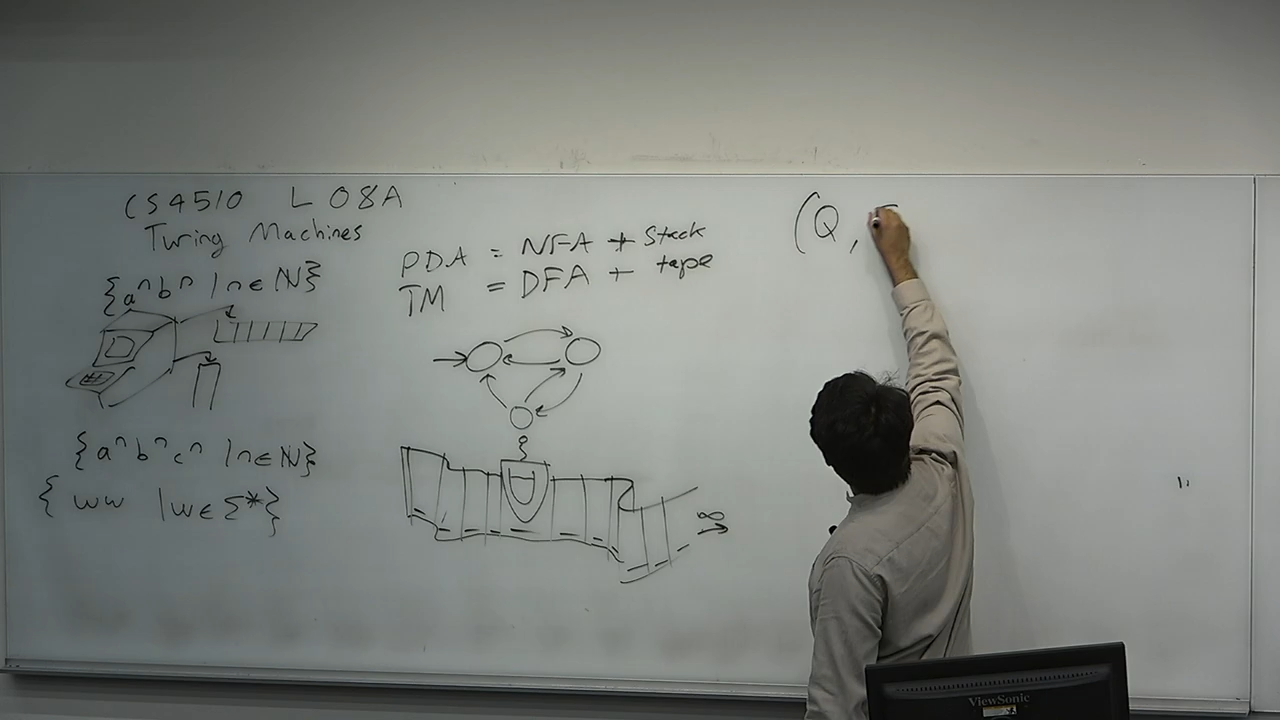 CS4510 L08A
Turing Machines
{aⁿbⁿ | n ∈ ℕ}
{aⁿbⁿcⁿ | n ∈ ℕ}
{ww | w ∈ Σ*}
PDA = NFA + Stack
TM = DFA + tape
∞
(Q,
ViewSonic